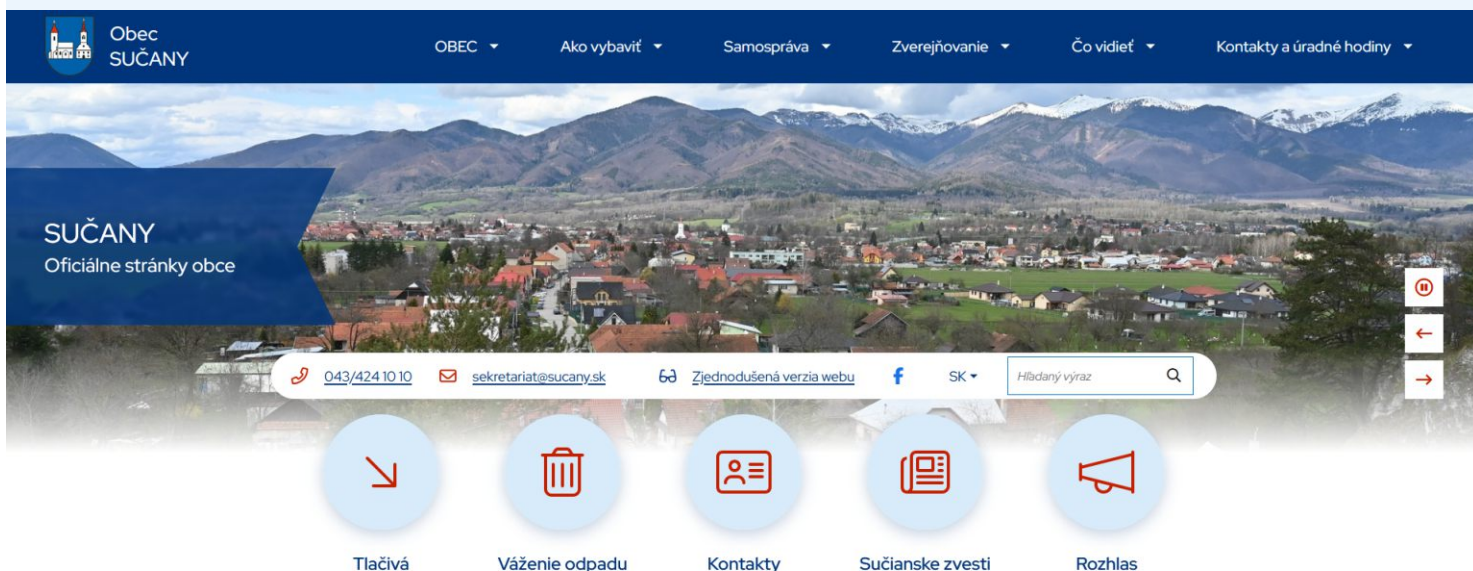 Obec
SUČANY
OBEC
Ako vybaviť
Samospráva
Zverejňovanie
Čo vidieť
Kontakty a úradné hodiny
SUČANY
Oficiálne stránky obce
043/424 10 10
sekretariat@sucany.sk
Zjednodušená verzia webu
SK
Hľadaný výraz
Tlačivá
Váženie odpadu
Kontakty
Sučianske zvesti
Rozhlas